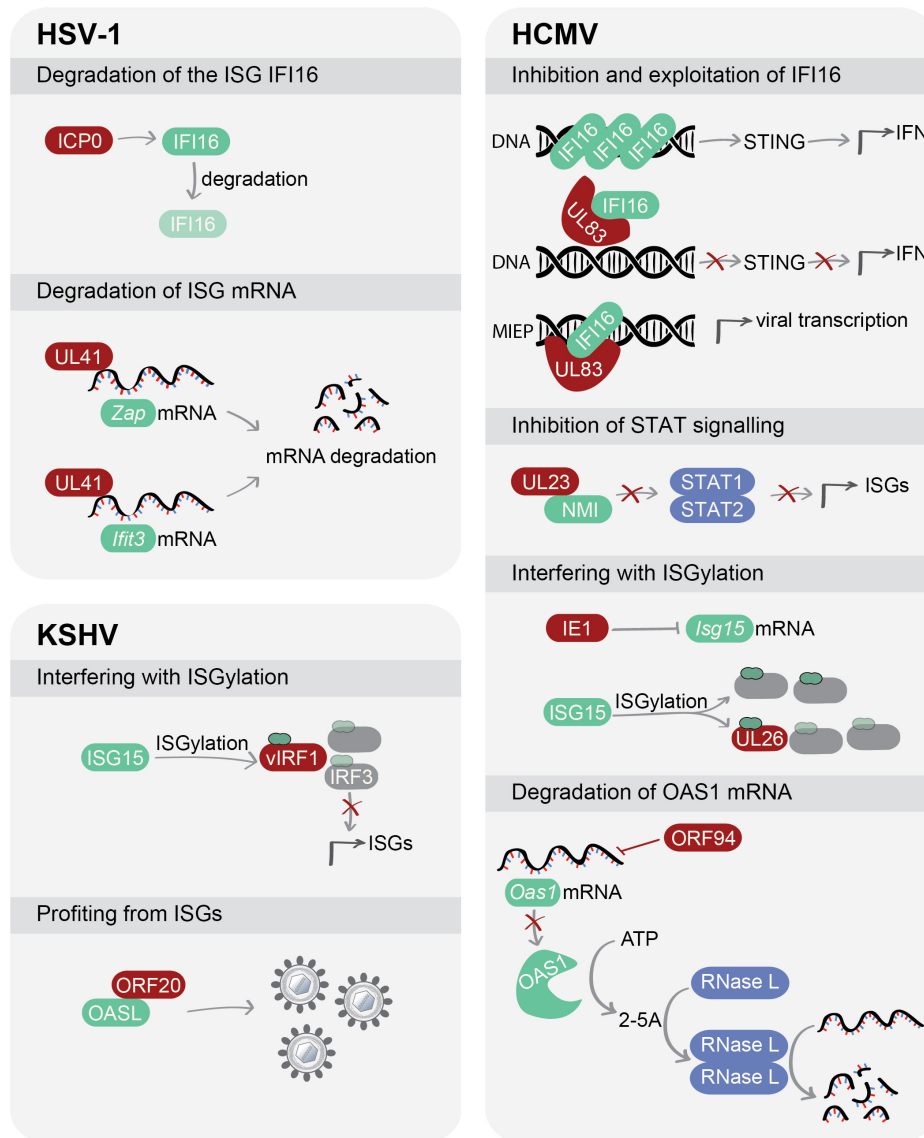 HSV-1
Degradation of the ISG IFI16
ICP0
IFI16
degradation
IFI16
Degradation of ISG mRNA
UL41
Zap mRNA
mRNA degradation
UL41
Ifit3 mRNA
KSHV
Interfering with ISGylation
ISG15
ISGylation
vIRF1
IRF3
ISGs
Profiting from ISGs
ORF20
OASL
HCMV
Inhibition and exploitation of IFI16
DNA
IFI16
IFI16
IFI16
STING
IFN
IFI16
UL83
DNA
STING
IFN
MIEP
IFI16
UL83
viral transcription
Inhibition of STAT signalling
UL23
NMI
STAT1
STAT2
ISGs
Interfering with ISGylation
IE1
Isg15 mRNA
ISG15
ISGylation
UL26
Degradation of OAS1 mRNA
ORF94
Oas1 mRNA
OAS1
ATP
2-5A
RNase L
RNase L
RNase L